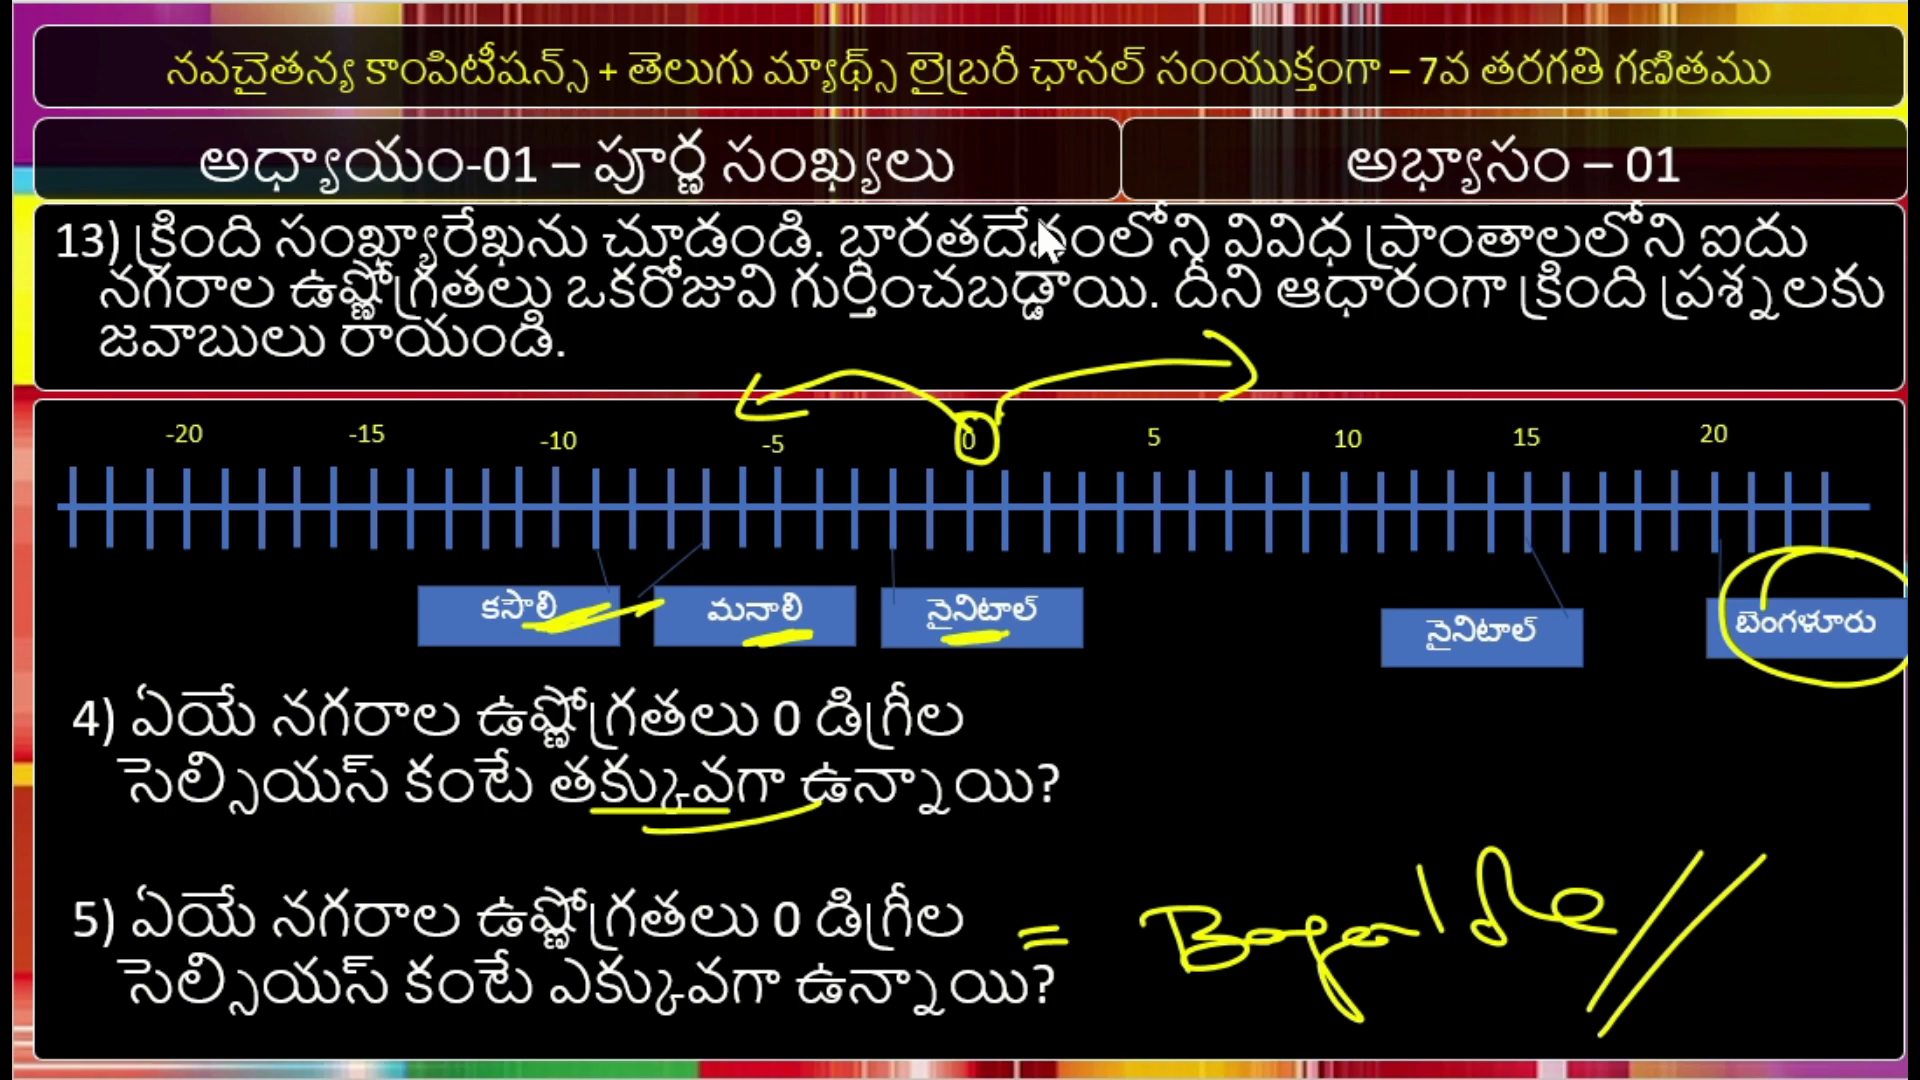 నవచైతన్య కాంపిటీషన్స్ + తెలుగు మ్యాథ్స్ లైబ్రరీ ఛానల్ సంయుక్తంగా – 7వ తరగతి గణితము
అధ్యాయం-01 – పూర్ణ సంఖ్యలు
అభ్యాసం – 01
13) క్రింది సంఖ్యారేఖను చూడండి. భారతదేశంలోని వివిధ ప్రాంతాలలోని ఐదు
నగరాల ఉష్ణోగ్రతలు ఒకరోజువి గుర్తించబడ్డాయి. దీని ఆధారంగా క్రింది ప్రశ్నలకు
జవాబులు రాయండి.
-20 -15 -10 -5 0 5 10 15 20
కసౌలి మనాలి నైనిటాల్ నైనిటాల్ బెంగళూరు
4) ఏయే నగరాల ఉష్ణోగ్రతలు 0 డిగ్రీల
సెల్సియస్ కంటే తక్కువగా ఉన్నాయి?
5) ఏయే నగరాల ఉష్ణోగ్రతలు 0 డిగ్రీల =
సెల్సియస్ కంటే ఎక్కువగా ఉన్నాయి?